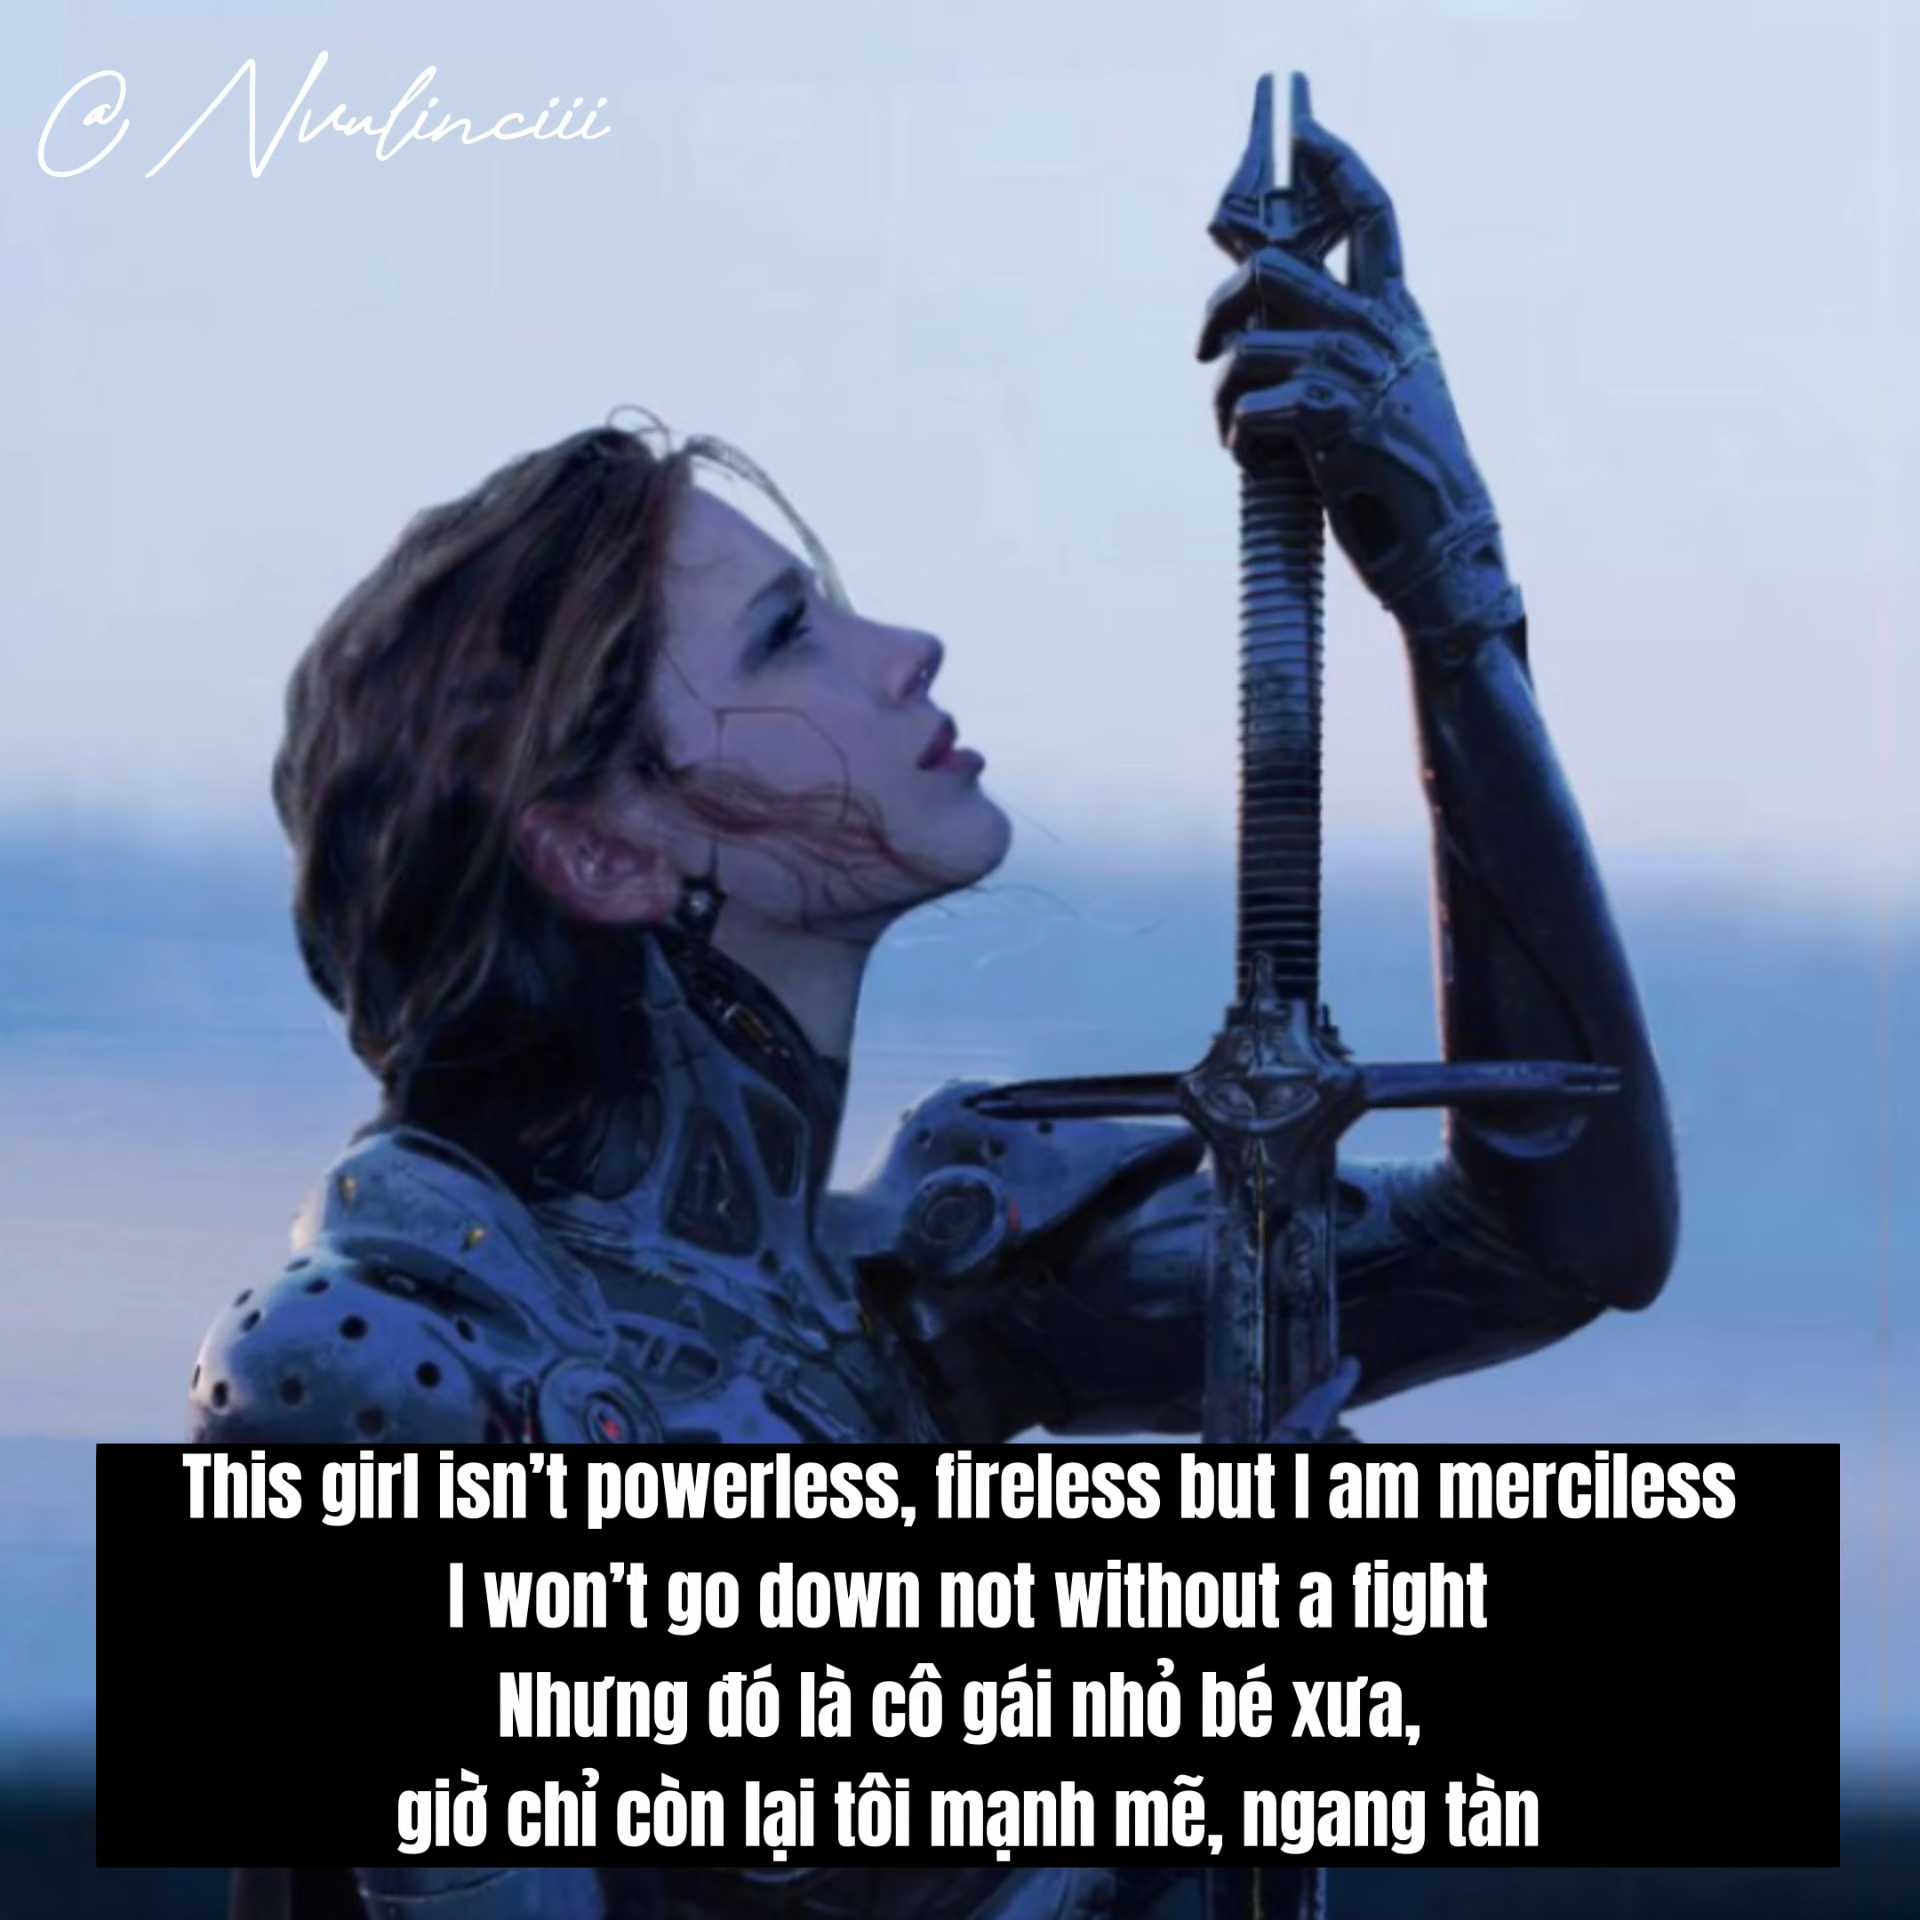 @ Nvulinciii
This girl isn't powerless, fireless but I am merciless
I won't go down not without a fight
Nhưng đó là cô gái nhỏ bé xưa,
giờ chỉ còn lại tôi mạnh mẽ, ngang tàn